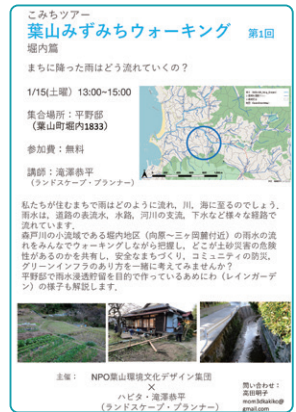 こみちツアー
葉山みずみちウォーキング 第1回
堀内篇
まちに降った雨はどう流れていくの？
1/15(土曜）13:00~15:00
集合場所：平野邸
（葉山町堀内1833）
参加費：無料
講師：滝澤恭平
（ランドスケープ・プランナー）
私たちが住むまちで雨はどのように流れ、川、海に至るのでしょう。
雨水は、道路の表流水、水路、河川の支流、下水など様々な経路で
流れています。
森戸川の小流域である堀内地区（向原〜三ヶ岡麓付近）の雨水の流
れをみんなでウォーキングしながら把握し、どこが土砂災害の危険
性があるのかを共有し、安全なまちづくり、コミュニティの防災、
グリーンインフラのあり方を一緒に考えてみませんか？
平野邸で雨水浸透貯留を目的で作っているあめにわ（レインガーデ
ン）の様子も解説します。
主催： NPO葉山環境文化デザイン集団
×
ハビタ・滝澤恭平
（ランドスケープ・プランナー）
問い合わせ：
高田明子
mom3dkakiko@
gmail.com